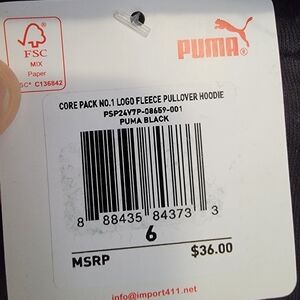 FSC
MIX
Paper
FSC® C136842
PUMA®
CORE PACK NO.1 LOGO FLEECE PULLOVER HOODIE
PSP24Y7P-08659-001
PUMA BLACK
8 88435 84373 3
6
MSRP $36.00
info@import411.net